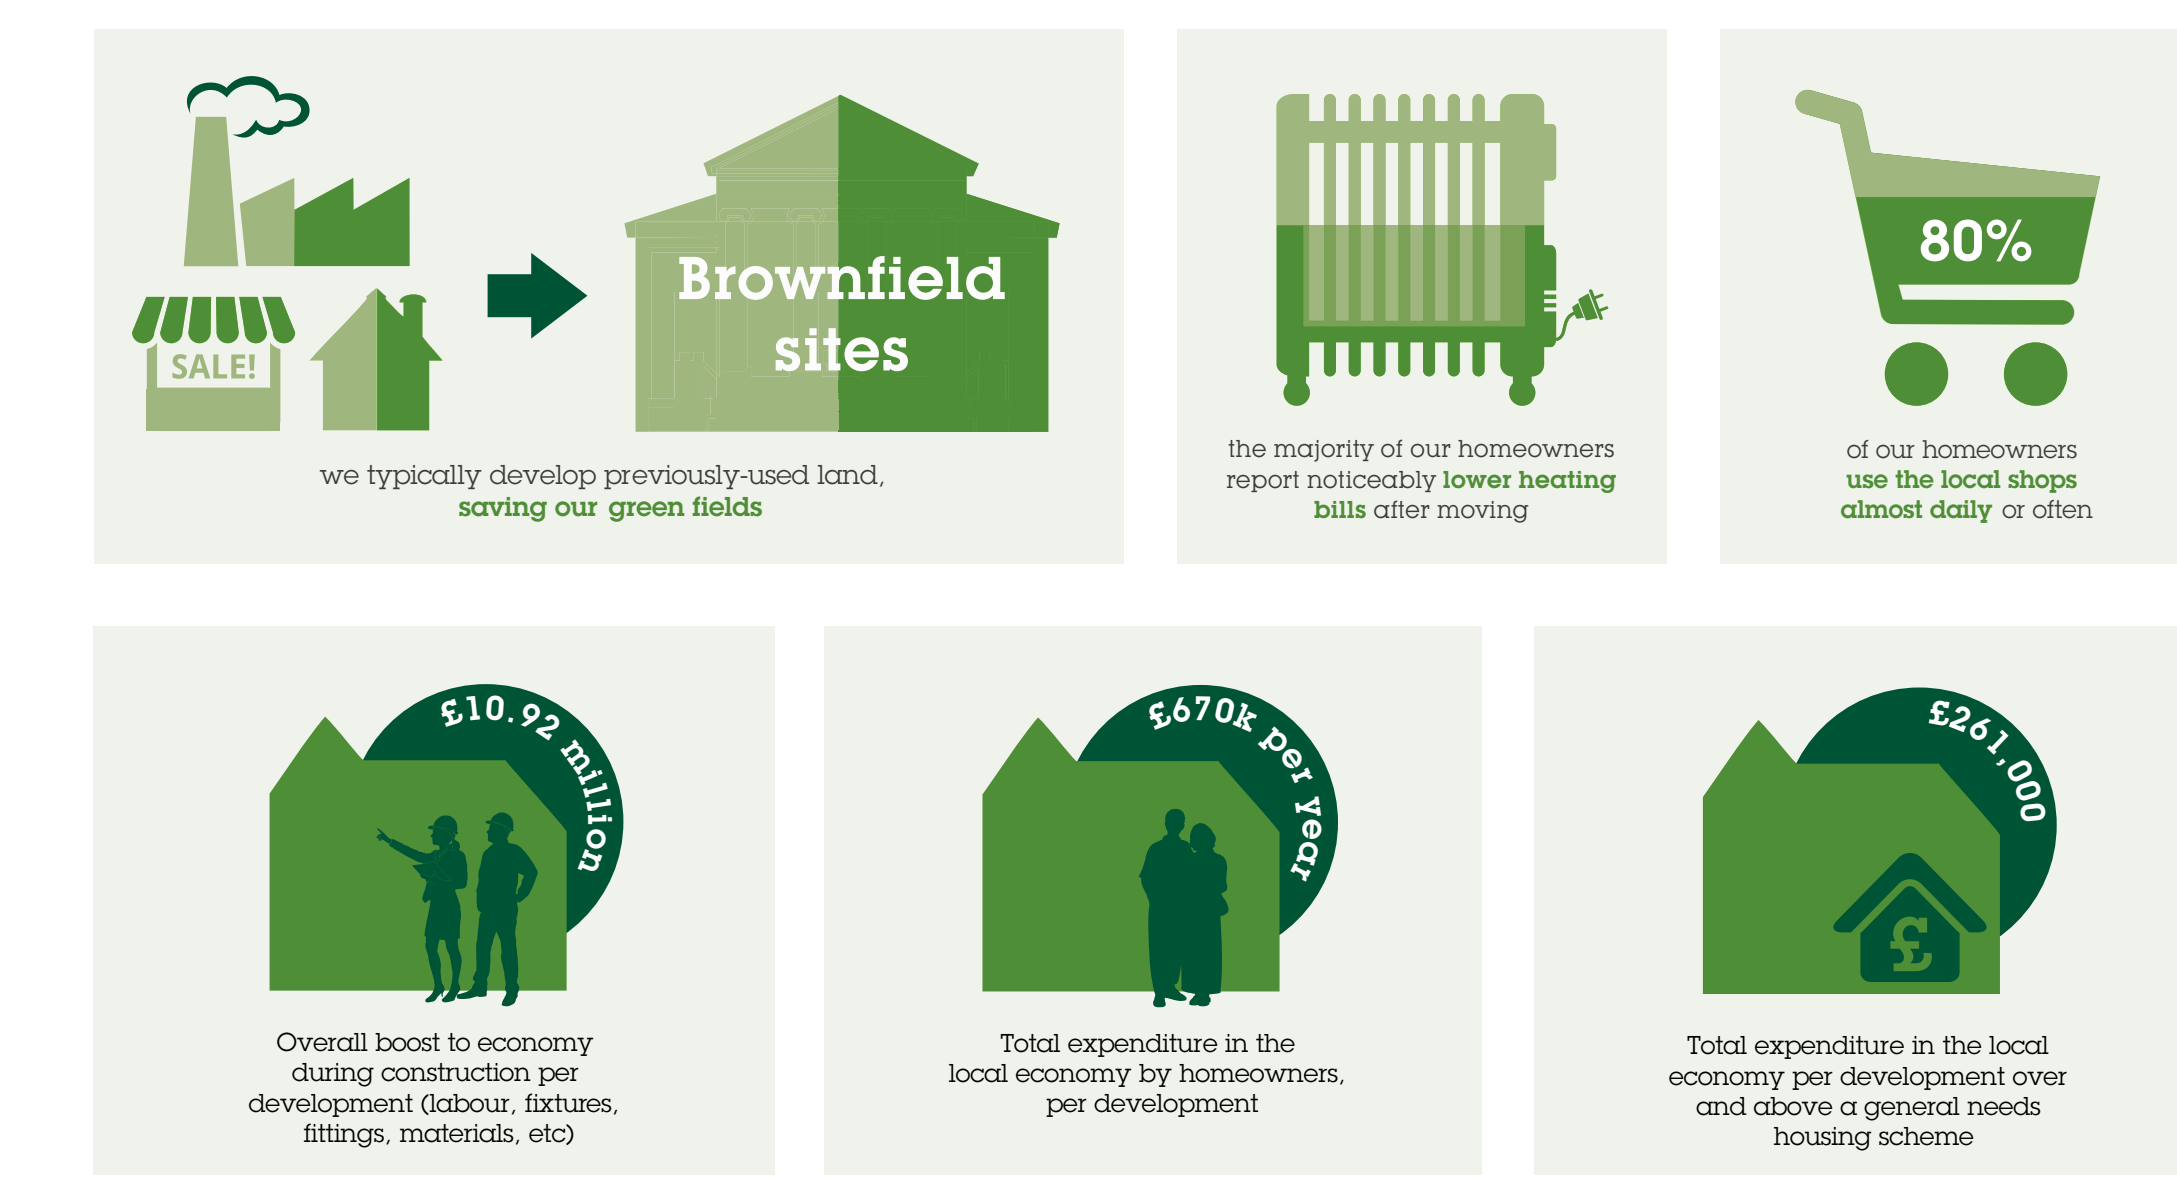 SALE!
Brownfield
sites
we typically develop previously-used land,
saving our green fields
the majority of our homeowners
report noticeably lower heating
bills after moving
80%
of our homeowners
use the local shops
almost daily or often
£10.92 million
Overall boost to economy
during construction per
development (labour, fixtures,
fittings, materials, etc)
£670k per year
Total expenditure in the
local economy by homeowners,
per development
£261,000
£
Total expenditure in the local
economy per development over
and above a general needs
housing scheme